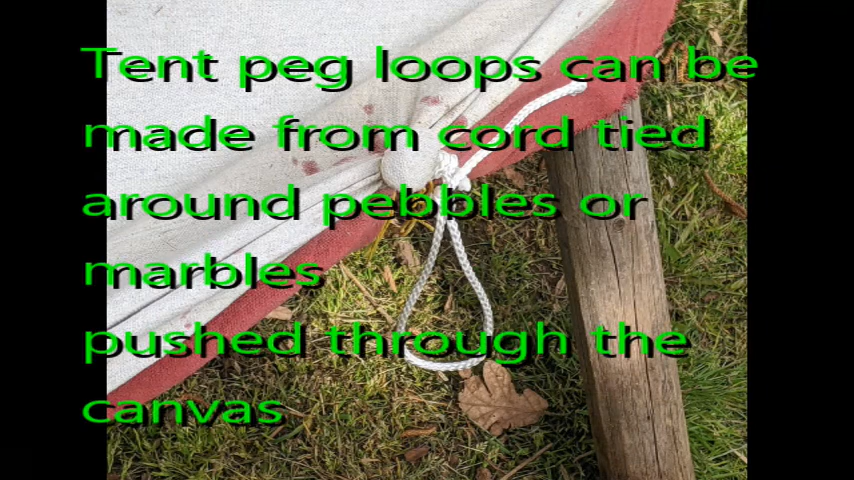 Tent peg loops can be
made from cord tied
around pebbles or
marbles
pushed through the
canvas